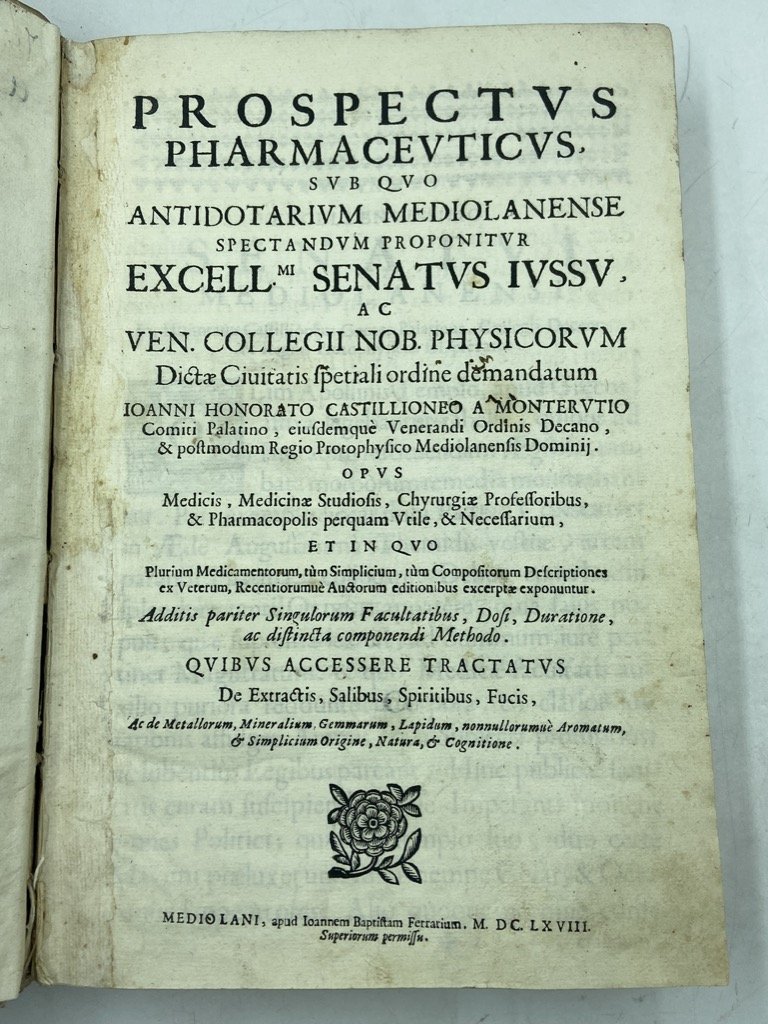 PROSPECTVS
PHARMACEVTICVS,
SVB QVO
ANTIDOTARIVM MEDIOLANENSE
SPECTANDVM PROPONITVR
EXCELL.MI SENATVS IVSSV,
AC
VEN. COLLEGII NOB. PHYSICORVM
Dictæ Ciuitatis ſpetiali ordine demandatum
IOANNI HONORATO CASTILLIONEO A MONTERVTIO
Comiti Palatino, eiuſdemquè Venerandi Ordinis Decano,
& poſtmodum Regio Protophyſico Mediolanenſis Dominij.
OPVS
Medicis, Medicinæ Studioſis, Chyrurgiæ Profeſſoribus,
& Pharmacopolis perquam Vtile, & Neceſſarium,
ET IN QVO
Plurium Medicamentorum, tùm Simplicium, tùm Compoſitorum Deſcriptiones
ex Veterum, Recentiorumuè Auctorum editionibus excerptæ exponuntur.
Additis pariter Singulorum Facultatibus, Doſi, Duratione,
ac diſtincta componendi Methodo.
QVIBVS ACCESSERE TRACTATVS
De Extractis, Salibus, Spiritibus, Fucis,
Ac de Metallorum, Mineralium, Gemmarum, Lapidum, nonnullorumuè Aromatum,
& Simplicium Origine, Natura, & Cognitione.
MEDIOLANI, apud Ioannem Baptiſtam Ferrarium. M. DC. LXVIII.
Superiorum permiſſu.